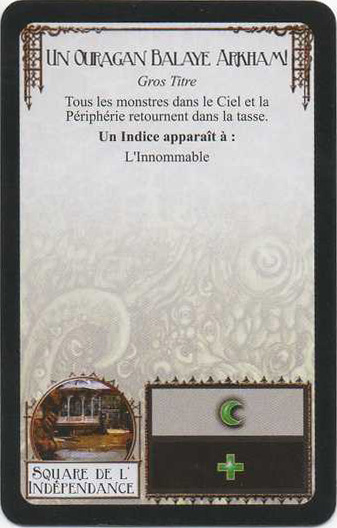 Un Ouragan Balaye Arkham!
Gros Titre
Tous les monstres dans le Ciel et la
Périphérie retournent dans la tasse.
Un Indice apparaît à :
L'Innommable
Square de l'
Indépendance